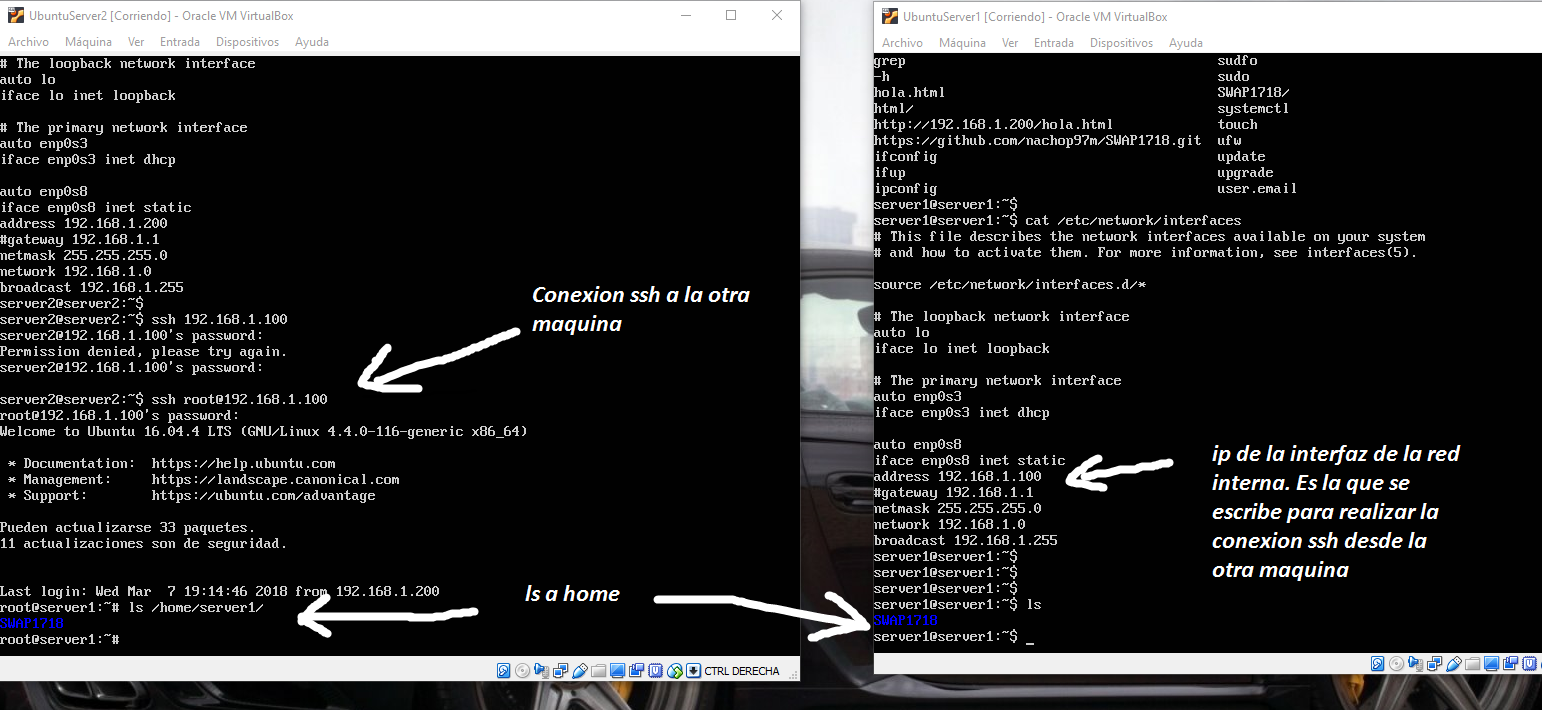 UbuntuServer2 [Corriendo] - Oracle VM VirtualBox
Archivo Máquina Ver Entrada Dispositivos Ayuda
# The loopback network interface
auto lo
iface lo inet loopback
# The primary network interface
auto enp0s3
iface enp0s3 inet dhcp
auto enp0s8
iface enp0s8 inet static
address 192.168.1.200
#gateway 192.168.1.1
netmask 255.255.255.0
network 192.168.1.0
broadcast 192.168.1.255
server2@server2:~$
server2@server2:~$ ssh 192.168.1.100
server2@192.168.1.100's password:
Permission denied, please try again.
server2@192.168.1.100's password:
server2@server2:~$ ssh root@192.168.1.100
root@192.168.1.100's password:
Welcome to Ubuntu 16.04.4 LTS (GNU/Linux 4.4.0-116-generic x86_64)
* Documentation: https://help.ubuntu.com
* Management: https://landscape.canonical.com
* Support: https://ubuntu.com/advantage
Pueden actualizarse 33 paquetes.
11 actualizaciones son de seguridad.
Last login: Wed Mar 7 19:14:46 2018 from 192.168.1.200
root@server1:~# ls /home/server1/
SWAP1718
root@server1:~#
CTRL DERECHA
Conexion ssh a la otra
maquina
ls a home
UbuntuServer1 [Corriendo] - Oracle VM VirtualBox
Archivo Máquina Ver Entrada Dispositivos Ayuda
grep sudfo
-h sudo
hola.html SWAP1718/
html/ systemctl
http://192.168.1.200/hola.html touch
https://github.com/nachop97m/SWAP1718.git ufw
ifconfig update
ifup upgrade
ipconfig user.email
server1@server1:~$
server1@server1:~$ cat /etc/network/interfaces
# This file describes the network interfaces available on your system
# and how to activate them. For more information, see interfaces(5).
source /etc/network/interfaces.d/*
# The loopback network interface
auto lo
iface lo inet loopback
# The primary network interface
auto enp0s3
iface enp0s3 inet dhcp
auto enp0s8
iface enp0s8 inet static
address 192.168.1.100
#gateway 192.168.1.1
netmask 255.255.255.0
network 192.168.1.0
broadcast 192.168.1.255
server1@server1:~$
server1@server1:~$
server1@server1:~$
server1@server1:~$ ls
SWAP1718
server1@server1:~$ _
ip de la interfaz de la red
interna. Es la que se
escribe para realizar la
conexion ssh desde la
otra maquina